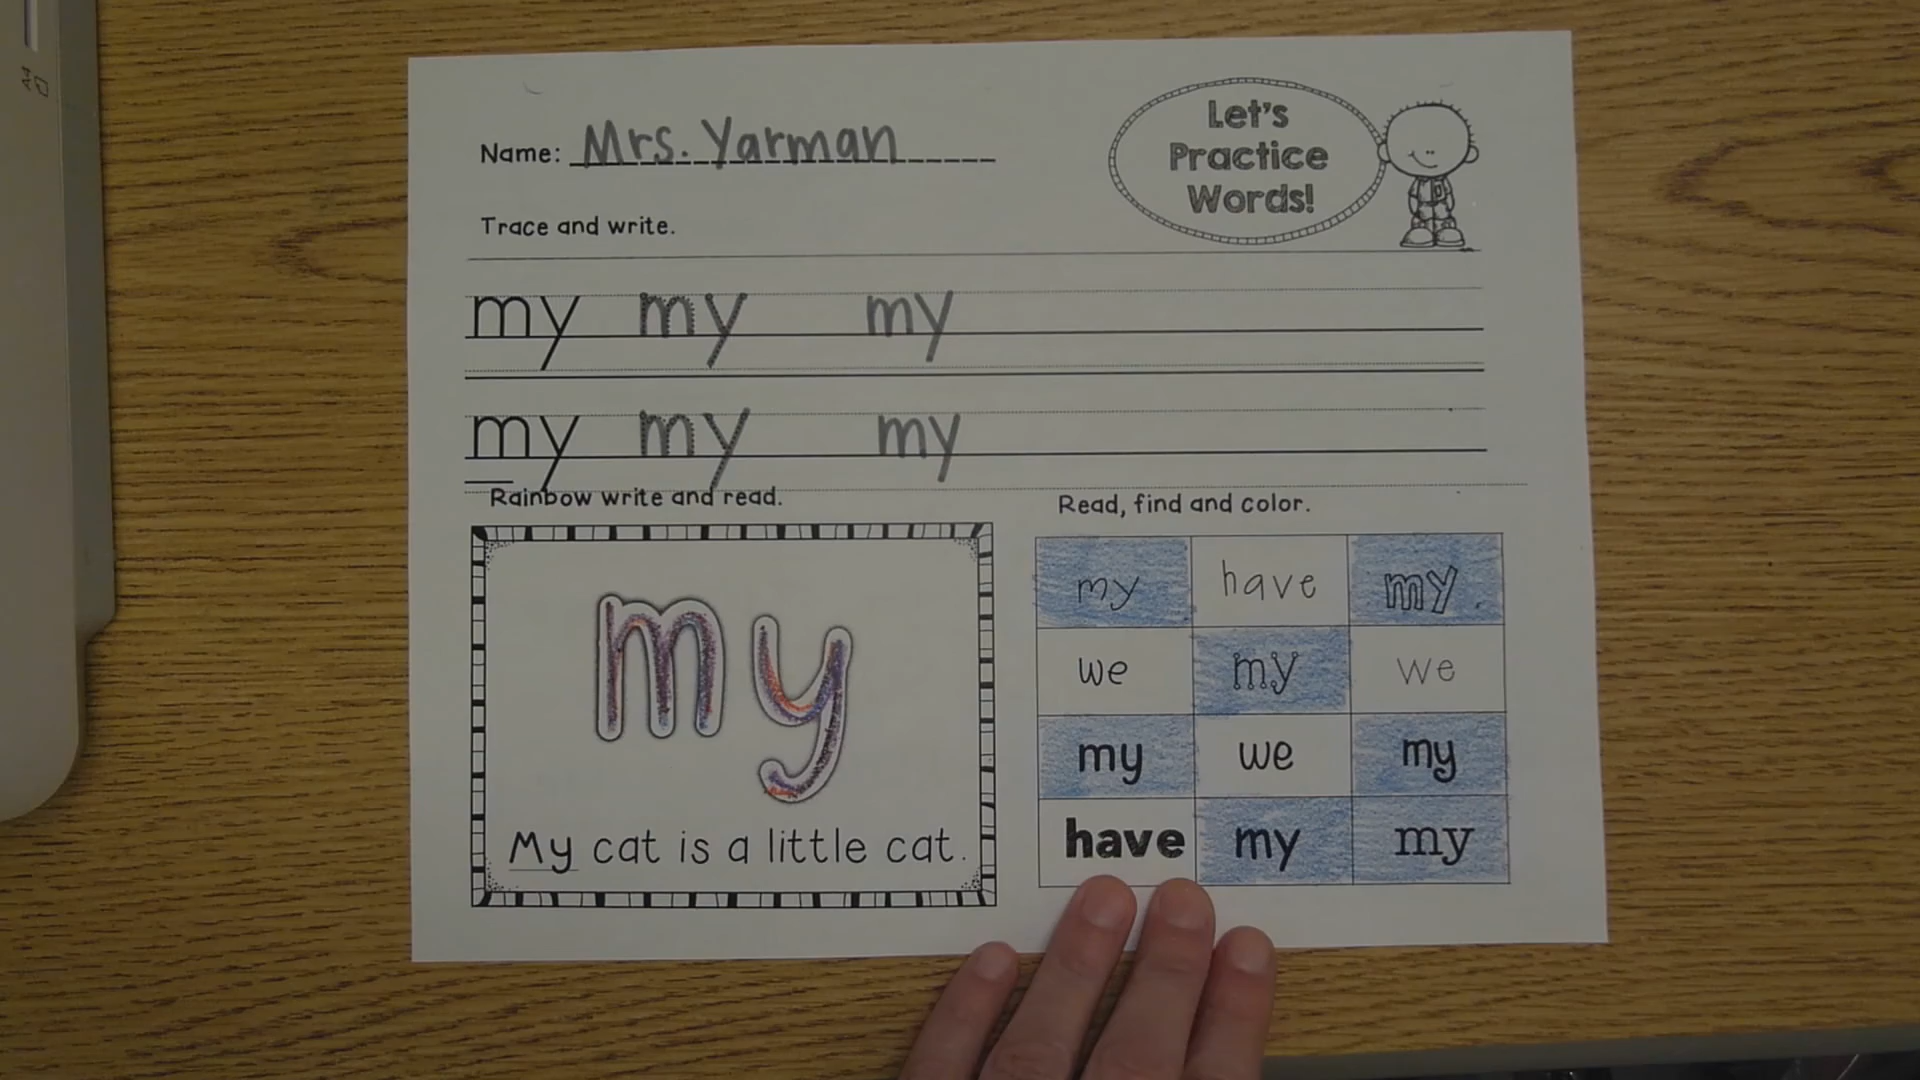 Name: Mrs. Yarman
Let's
Practice
Words!
Trace and write.
my my my
my my my
Rainbow write and read.
my
My cat is a little cat.
Read, find and color.
my have my
we my we
my we my
have my my
A4